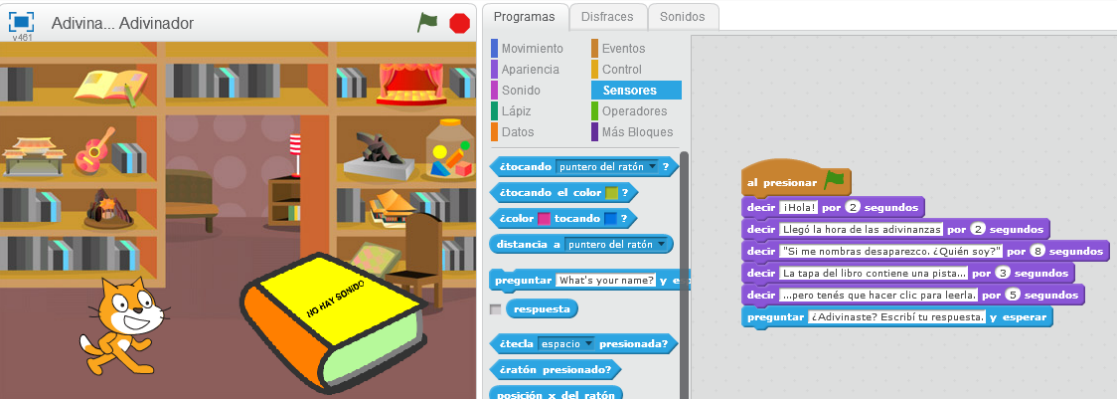 Adivina... Adivinador
v461
NO HAY SONIDO
Programas
Disfraces
Sonidos
Movimiento
Eventos
Apariencia
Control
Sonido
Sensores
Lápiz
Operadores
Datos
Más Bloques
¿tocando puntero del ratón ?
¿tocando el color ?
¿color tocando ?
distancia a puntero del ratón
preguntar What's your name? y es
respuesta
¿tecla espacio presionada?
¿ratón presionado?
posición x del ratón
al presionar
decir ¡Hola! por 2 segundos
decir Llegó la hora de las adivinanzas por 2 segundos
decir "Si me nombras desaparezco. ¿Quién soy?" por 8 segundos
decir La tapa del libro contiene una pista... por 3 segundos
decir ...pero tenés que hacer clic para leerla. por 5 segundos
preguntar ¿Adivinaste? Escribí tu respuesta. y esperar